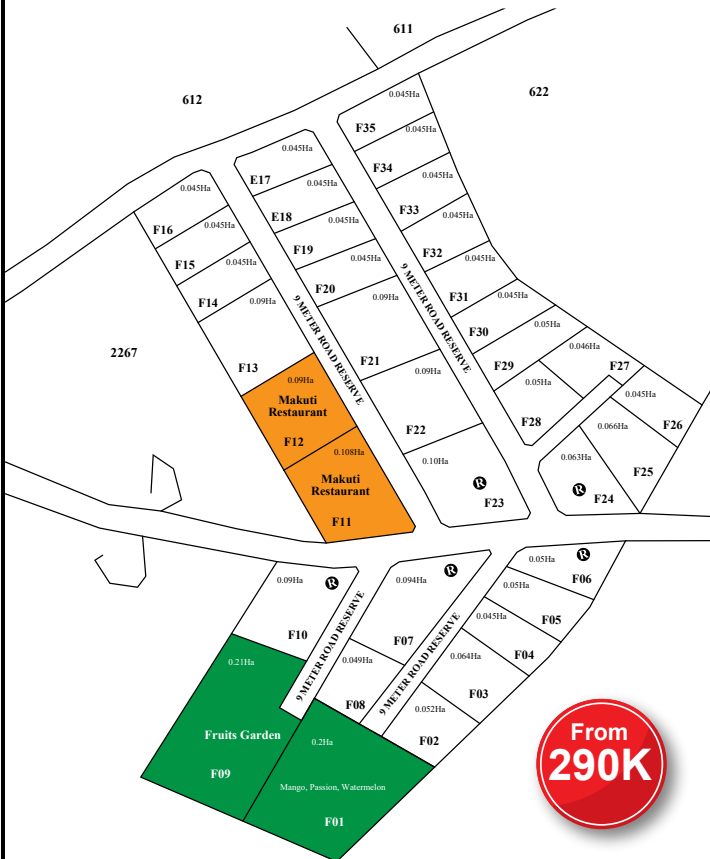 611
612
622
0.045Ha
F35
0.045Ha
F34
0.045Ha
F33
0.045Ha
F32
0.045Ha
F31
0.045Ha
F30
0.05Ha
F29
0.046Ha
F27
0.05Ha
F28
0.045Ha
F26
0.066Ha
F25
0.063Ha
R
F24
9 METER ROAD RESERVE
0.045Ha
E17
0.045Ha
E18
0.045Ha
F19
0.045Ha
F20
0.09Ha
F21
0.09Ha
F22
0.10Ha
R
F23
9 METER ROAD RESERVE
0.045Ha
F16
0.045Ha
F15
0.045Ha
F14
0.09Ha
F13
2267
0.09Ha
Makuti
Restaurant
F12
0.108Ha
Makuti
Restaurant
F11
0.09Ha
R
F10
9 METER ROAD RESERVE
0.094Ha
R
F07
0.049Ha
F08
9 METER ROAD RESERVE
0.05Ha
R
F06
0.05Ha
F05
0.045Ha
F04
0.064Ha
F03
0.052Ha
F02
0.21Ha
Fruits Garden
F09
0.2Ha
Mango, Passion, Watermelon
F01
From
290K